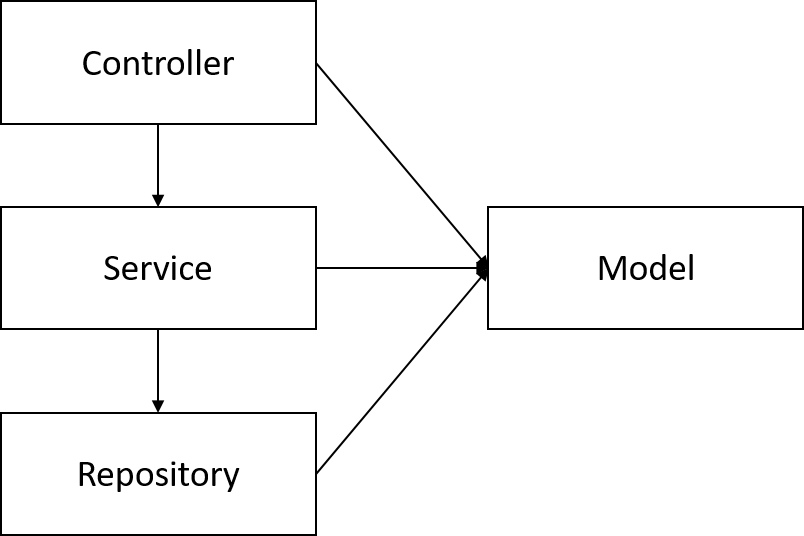 Controller
Service
Model
Repository